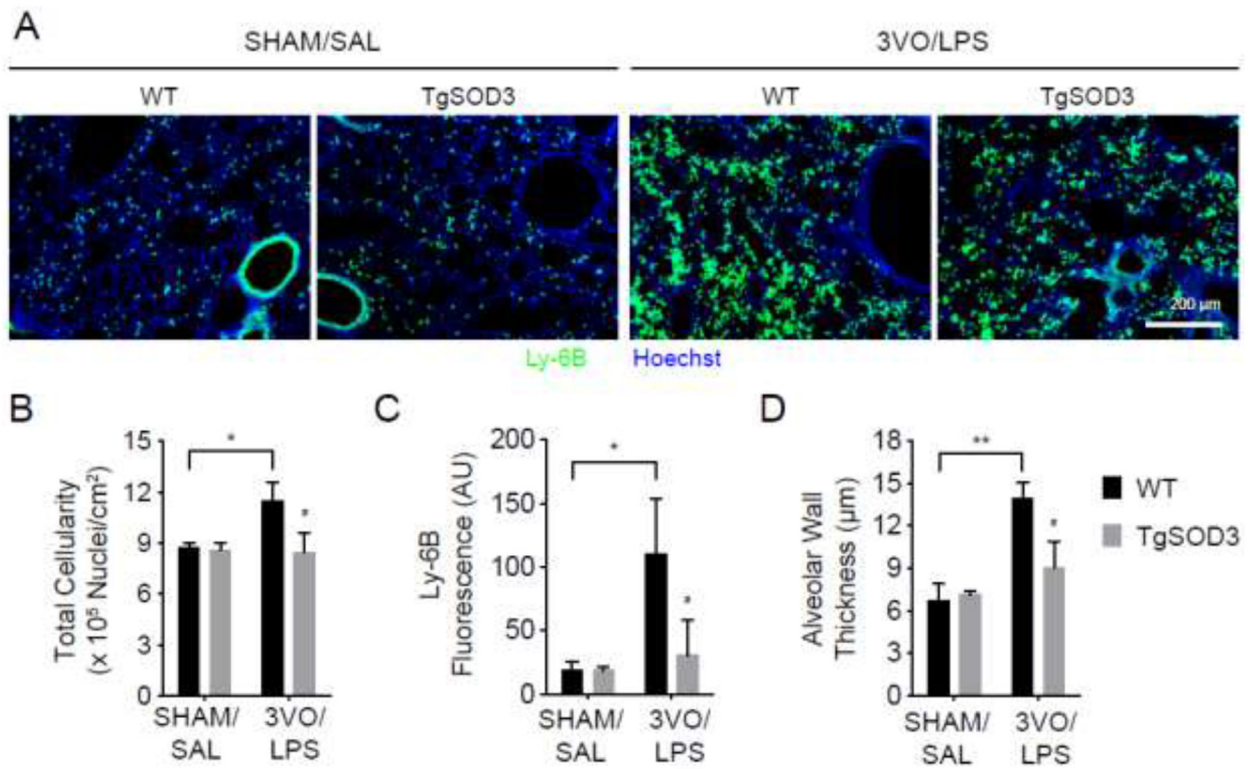 A
SHAM/SAL
3VO/LPS
WT
TgSOD3
WT
TgSOD3
200 µm
Ly-6B
Hoechst
B
Total Cellularity
(x 10⁵ Nuclei/cm²)
15
12
9
6
3
0
*
#
SHAM/
SAL
3VO/
LPS
C
Ly-6B
Fluorescence (AU)
200
150
100
50
0
*
#
SHAM/
SAL
3VO/
LPS
D
Alveolar Wall
Thickness (µm)
18
15
12
9
6
3
0
**
#
SHAM/
SAL
3VO/
LPS
WT
TgSOD3